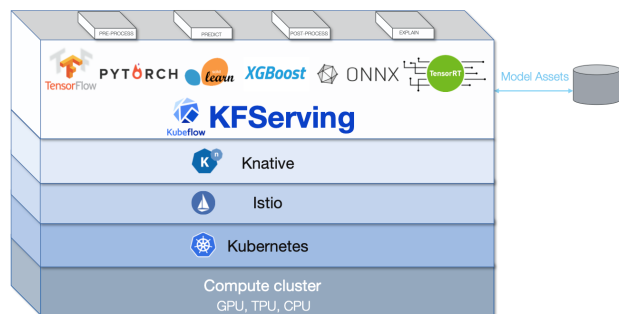 PRE-PROCESS PREDICT POST-PROCESS EXPLAIN
TensorFlow PYTORCH learn XGBoost ONNX TensorRT
Model Assets
Kubeflow KFServing
K n Knative
Istio
Kubernetes
Compute cluster
GPU, TPU, CPU